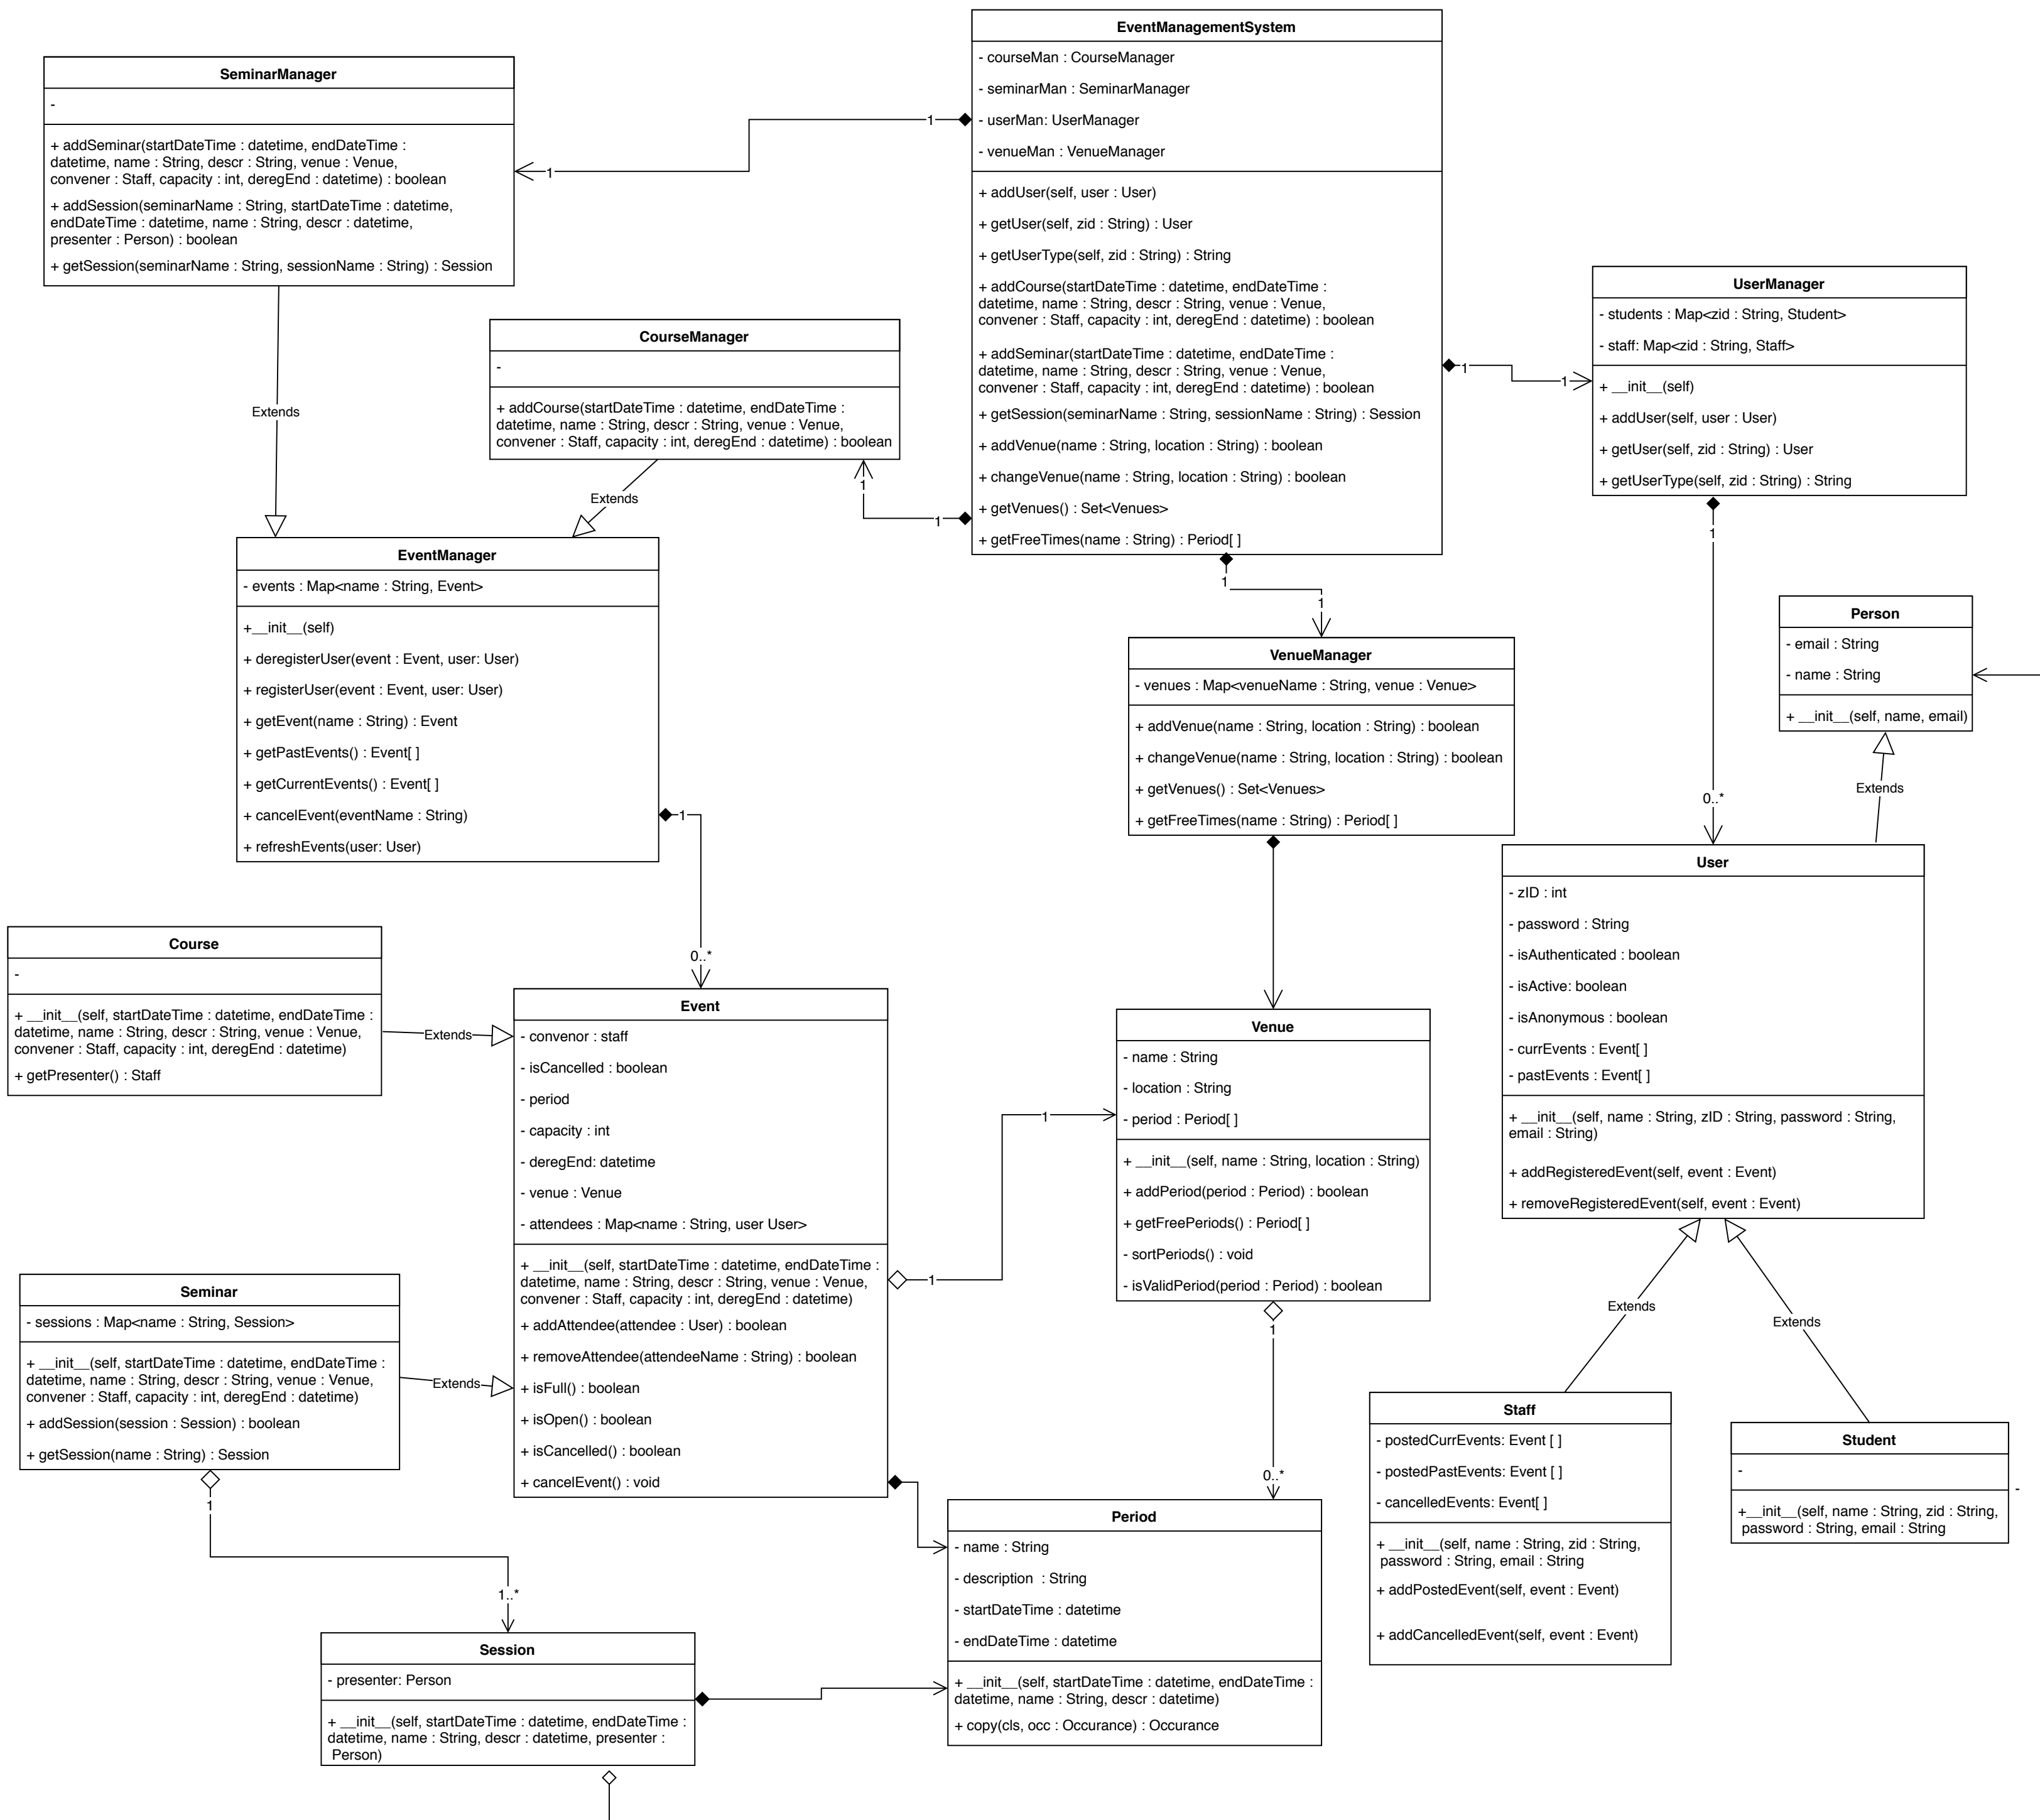 EventManagementSystem
- courseMan : CourseManager
- seminarMan : SeminarManager
- userMan: UserManager
- venueMan : VenueManager
+ addUser(self, user : User)
+ getUser(self, zid : String) : User
+ getUserType(self, zid : String) : String
+ addCourse(startDateTime : datetime, endDateTime :
datetime, name : String, descr : String, venue : Venue,
convener : Staff, capacity : int, deregEnd : datetime) : boolean
+ addSeminar(startDateTime : datetime, endDateTime :
datetime, name : String, descr : String, venue : Venue,
convener : Staff, capacity : int, deregEnd : datetime) : boolean
+ getSession(seminarName : String, sessionName : String) : Session
+ addVenue(name : String, location : String) : boolean
+ changeVenue(name : String, location : String) : boolean
+ getVenues() : Set<Venues>
+ getFreeTimes(name : String) : Period[ ]
SeminarManager
-
+ addSeminar(startDateTime : datetime, endDateTime :
datetime, name : String, descr : String, venue : Venue,
convener : Staff, capacity : int, deregEnd : datetime) : boolean
+ addSession(seminarName : String, startDateTime : datetime,
endDateTime : datetime, name : String, descr : datetime,
presenter : Person) : boolean
+ getSession(seminarName : String, sessionName : String) : Session
1
1
Extends
CourseManager
-
+ addCourse(startDateTime : datetime, endDateTime :
datetime, name : String, descr : String, venue : Venue,
convener : Staff, capacity : int, deregEnd : datetime) : boolean
Extends
1
1
UserManager
- students : Map<zid : String, Student>
- staff: Map<zid : String, Staff>
+ __init__(self)
+ addUser(self, user : User)
+ getUser(self, zid : String) : User
+ getUserType(self, zid : String) : String
1
1
1
0..*
EventManager
- events : Map<name : String, Event>
+__init__(self)
+ deregisterUser(event : Event, user: User)
+ registerUser(event : Event, user: User)
+ getEvent(name : String) : Event
+ getPastEvents() : Event[ ]
+ getCurrentEvents() : Event[ ]
+ cancelEvent(eventName : String)
+ refreshEvents(user: User)
1
0..*
1
1
VenueManager
- venues : Map<venueName : String, venue : Venue>
+ addVenue(name : String, location : String) : boolean
+ changeVenue(name : String, location : String) : boolean
+ getVenues() : Set<Venues>
+ getFreeTimes(name : String) : Period[ ]
Person
- email : String
- name : String
+ __init__(self, name, email)
Extends
User
- zID : int
- password : String
- isAuthenticated : boolean
- isActive: boolean
- isAnonymous : boolean
- currEvents : Event[ ]
- pastEvents : Event[ ]
+ __init__(self, name : String, zID : String, password : String,
email : String)
+ addRegisteredEvent(self, event : Event)
+ removeRegisteredEvent(self, event : Event)
Course
-
+ __init__(self, startDateTime : datetime, endDateTime :
datetime, name : String, descr : String, venue : Venue,
convener : Staff, capacity : int, deregEnd : datetime)
+ getPresenter() : Staff
Extends
Event
- convenor : staff
- isCancelled : boolean
- period
- capacity : int
- deregEnd: datetime
- venue : Venue
- attendees : Map<name : String, user User>
+ __init__(self, startDateTime : datetime, endDateTime :
datetime, name : String, descr : String, venue : Venue,
convener : Staff, capacity : int, deregEnd : datetime)
+ addAttendee(attendee : User) : boolean
+ removeAttendee(attendeeName : String) : boolean
+ isFull() : boolean
+ isOpen() : boolean
+ isCancelled() : boolean
+ cancelEvent() : void
1
1
Venue
- name : String
- location : String
- period : Period[ ]
+ __init__(self, name : String, location : String)
+ addPeriod(period : Period) : boolean
+ getFreePeriods() : Period[ ]
- sortPeriods() : void
- isValidPeriod(period : Period) : boolean
1
0..*
Seminar
- sessions : Map<name : String, Session>
+ __init__(self, startDateTime : datetime, endDateTime :
datetime, name : String, descr : String, venue : Venue,
convener : Staff, capacity : int, deregEnd : datetime)
+ addSession(session : Session) : boolean
+ getSession(name : String) : Session
Extends
1
1..*
Extends
Extends
Staff
- postedCurrEvents: Event [ ]
- postedPastEvents: Event [ ]
- cancelledEvents: Event[ ]
+ __init__(self, name : String, zid : String,
password : String, email : String
+ addPostedEvent(self, event : Event)
+ addCancelledEvent(self, event : Event)
Student
-
+__init__(self, name : String, zid : String,
password : String, email : String
-
Period
- name : String
- description : String
- startDateTime : datetime
- endDateTime : datetime
+ __init__(self, startDateTime : datetime, endDateTime :
datetime, name : String, descr : datetime)
+ copy(cls, occ : Occurance) : Occurance
Session
- presenter: Person
+ __init__(self, startDateTime : datetime, endDateTime :
datetime, name : String, descr : datetime, presenter :
Person)